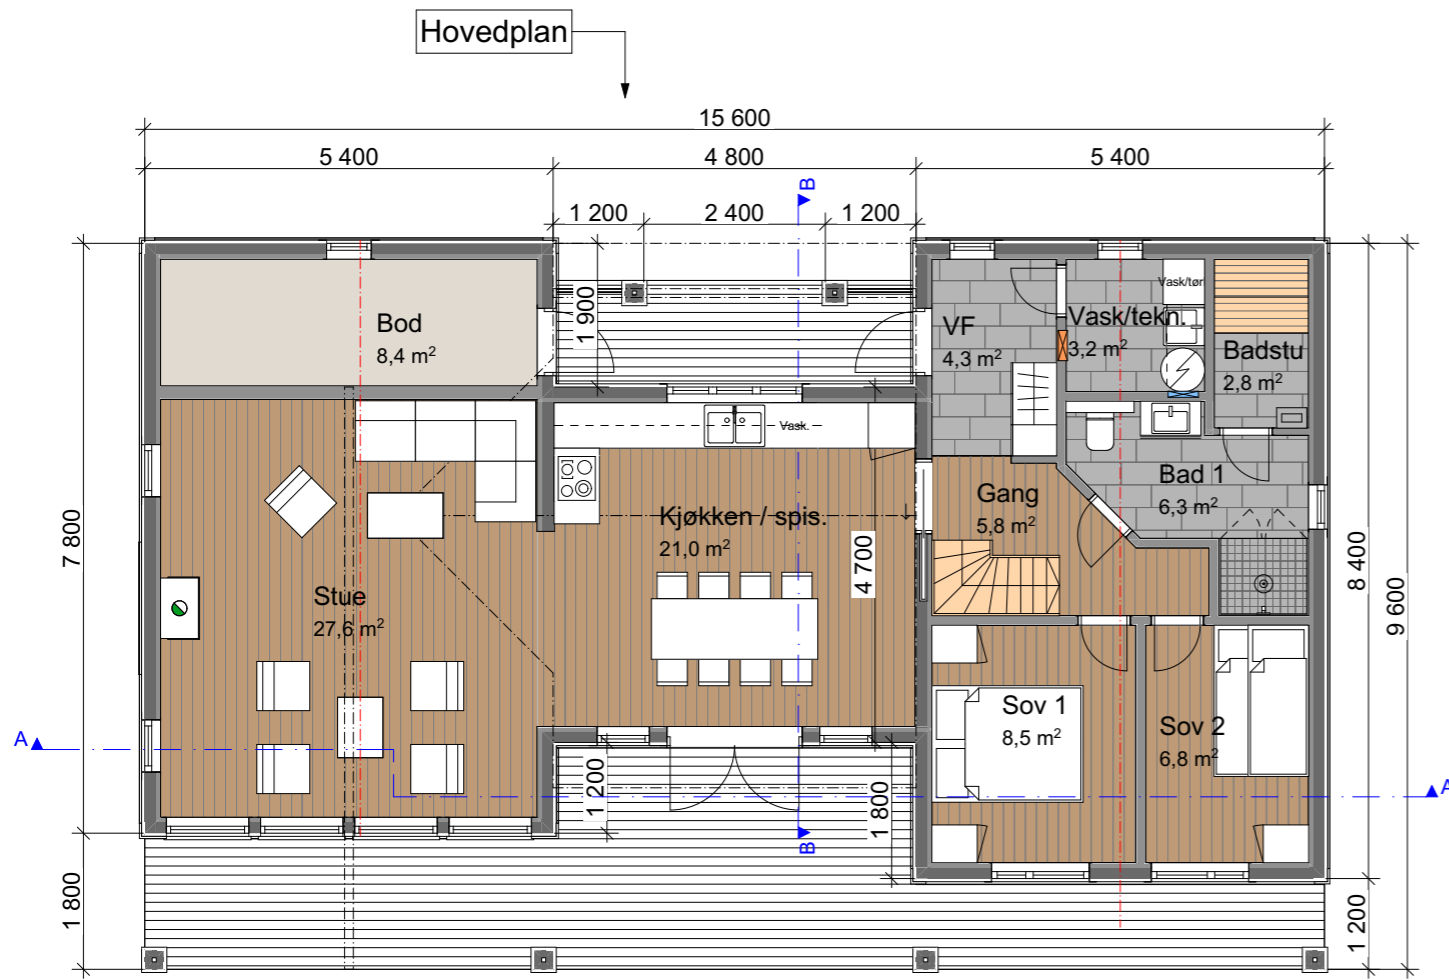 Hovedplan
15 600
5 400
4 800
5 400
B
1 200
2 400
1 200
1 900
Bod
8,4 m²
VF
4,3 m²
Vask/tekn.
3,2 m²
Vask/tør
Badstu
2,8 m²
Vask.
Bad 1
6,3 m²
Gang
5,8 m²
Kjøkken / spis.
21,0 m²
4 700
Stue
27,6 m²
7 800
8 400
9 600
Sov 1
8,5 m²
Sov 2
6,8 m²
A
A
1 200
1 800
B
1 800
1 200